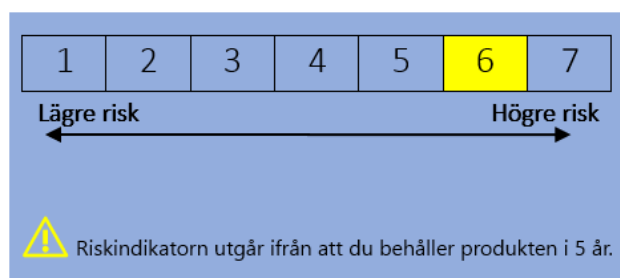 1 2 3 4 5 6 7
Lägre risk Högre risk
Riskindikatorn utgår ifrån att du behåller produkten i 5 år.